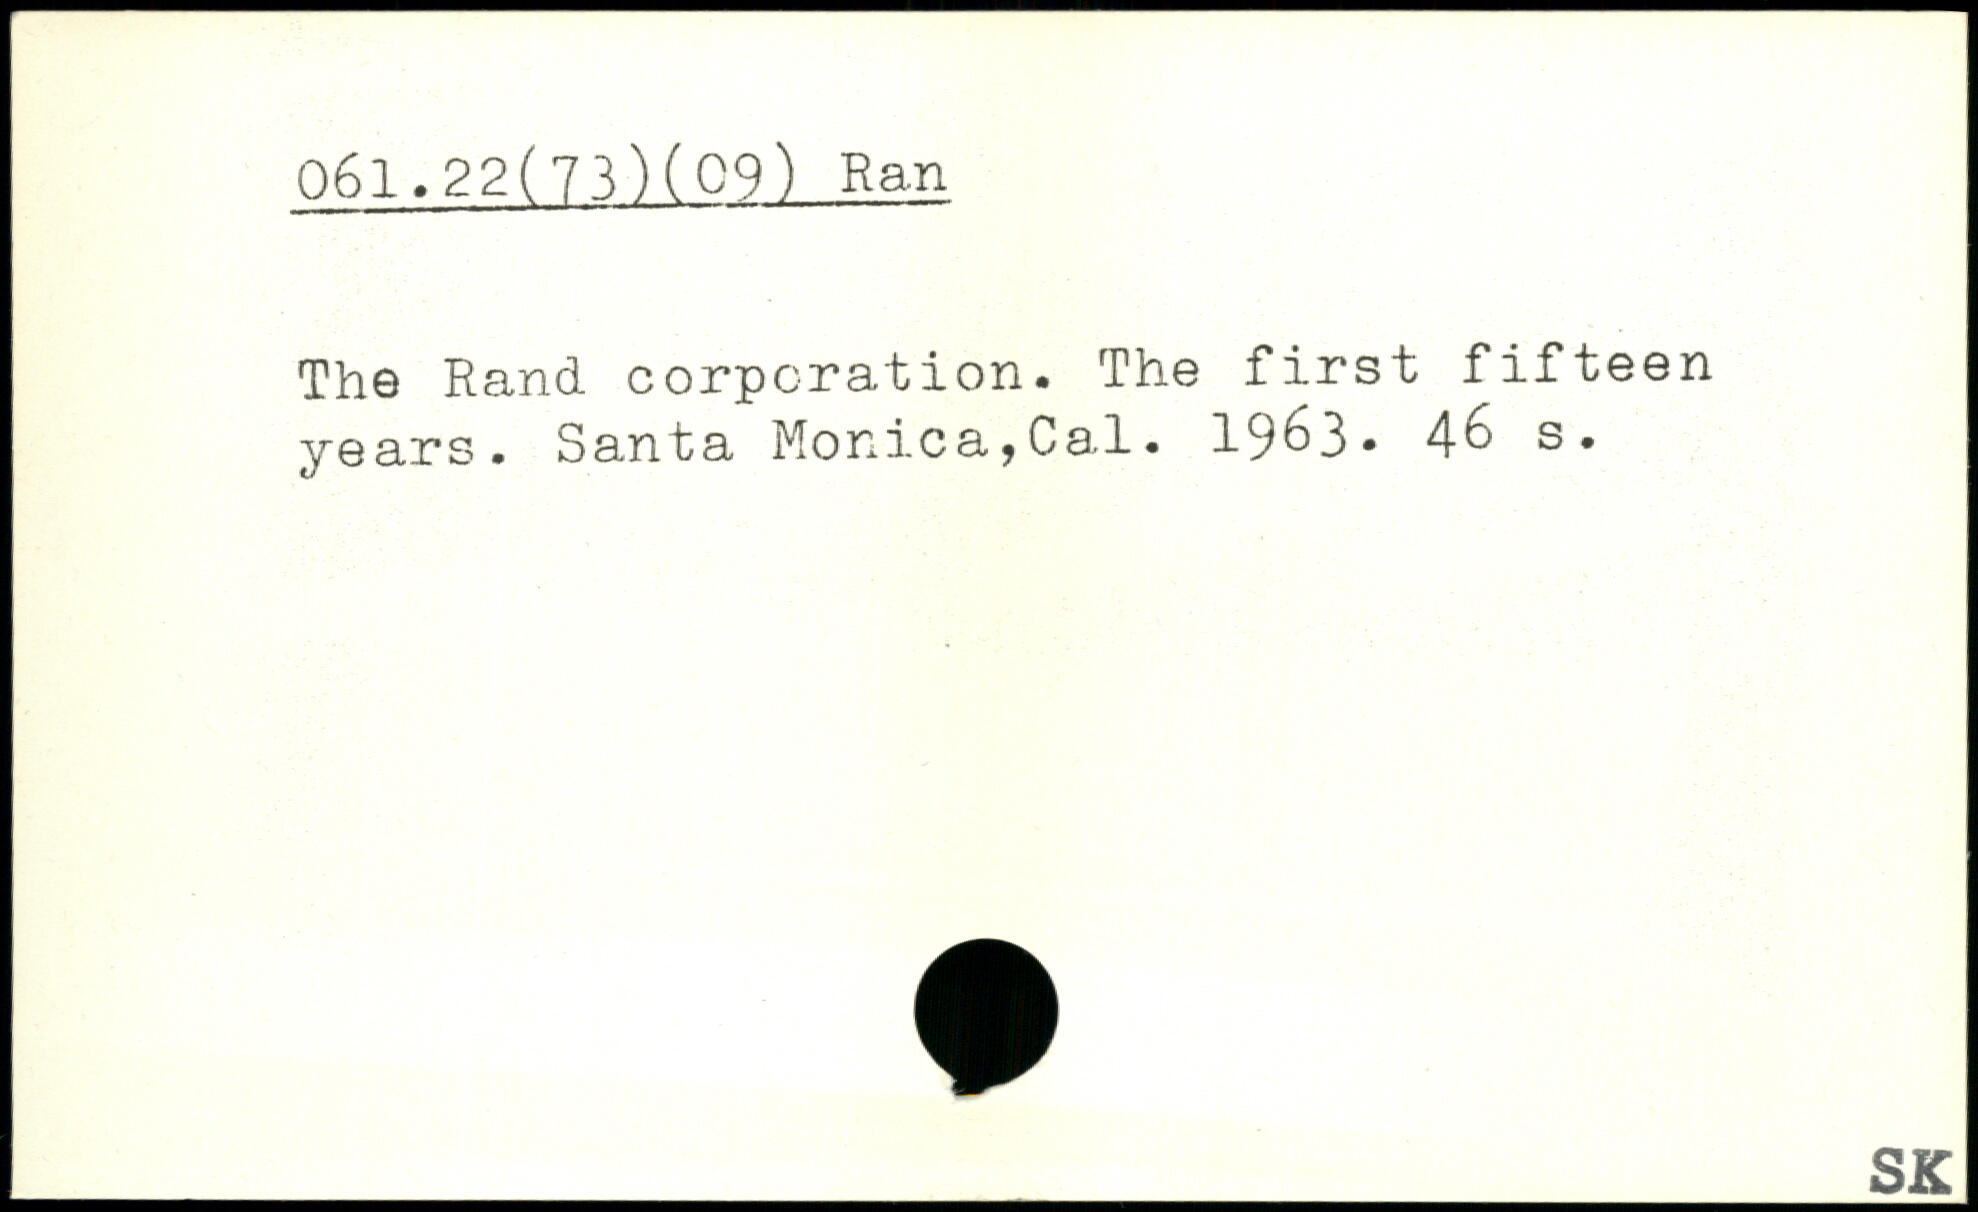 061.22(73)(09) Ran
The Rand corporation. The first fifteen
years. Santa Monica,Cal. 1963. 46 s.
SK